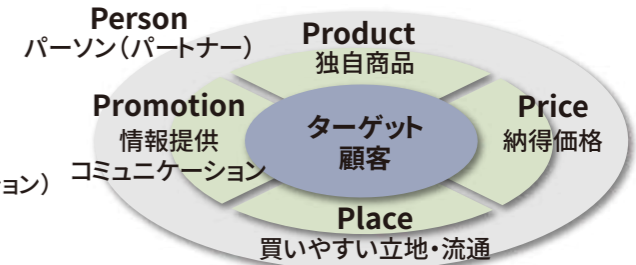 Person
パーソン（パートナー）
Product
独自商品
Promotion
情報提供
コミュニケーション
Price
納得価格
ターゲット
顧客
ョン）
Place
買いやすい立地・流通